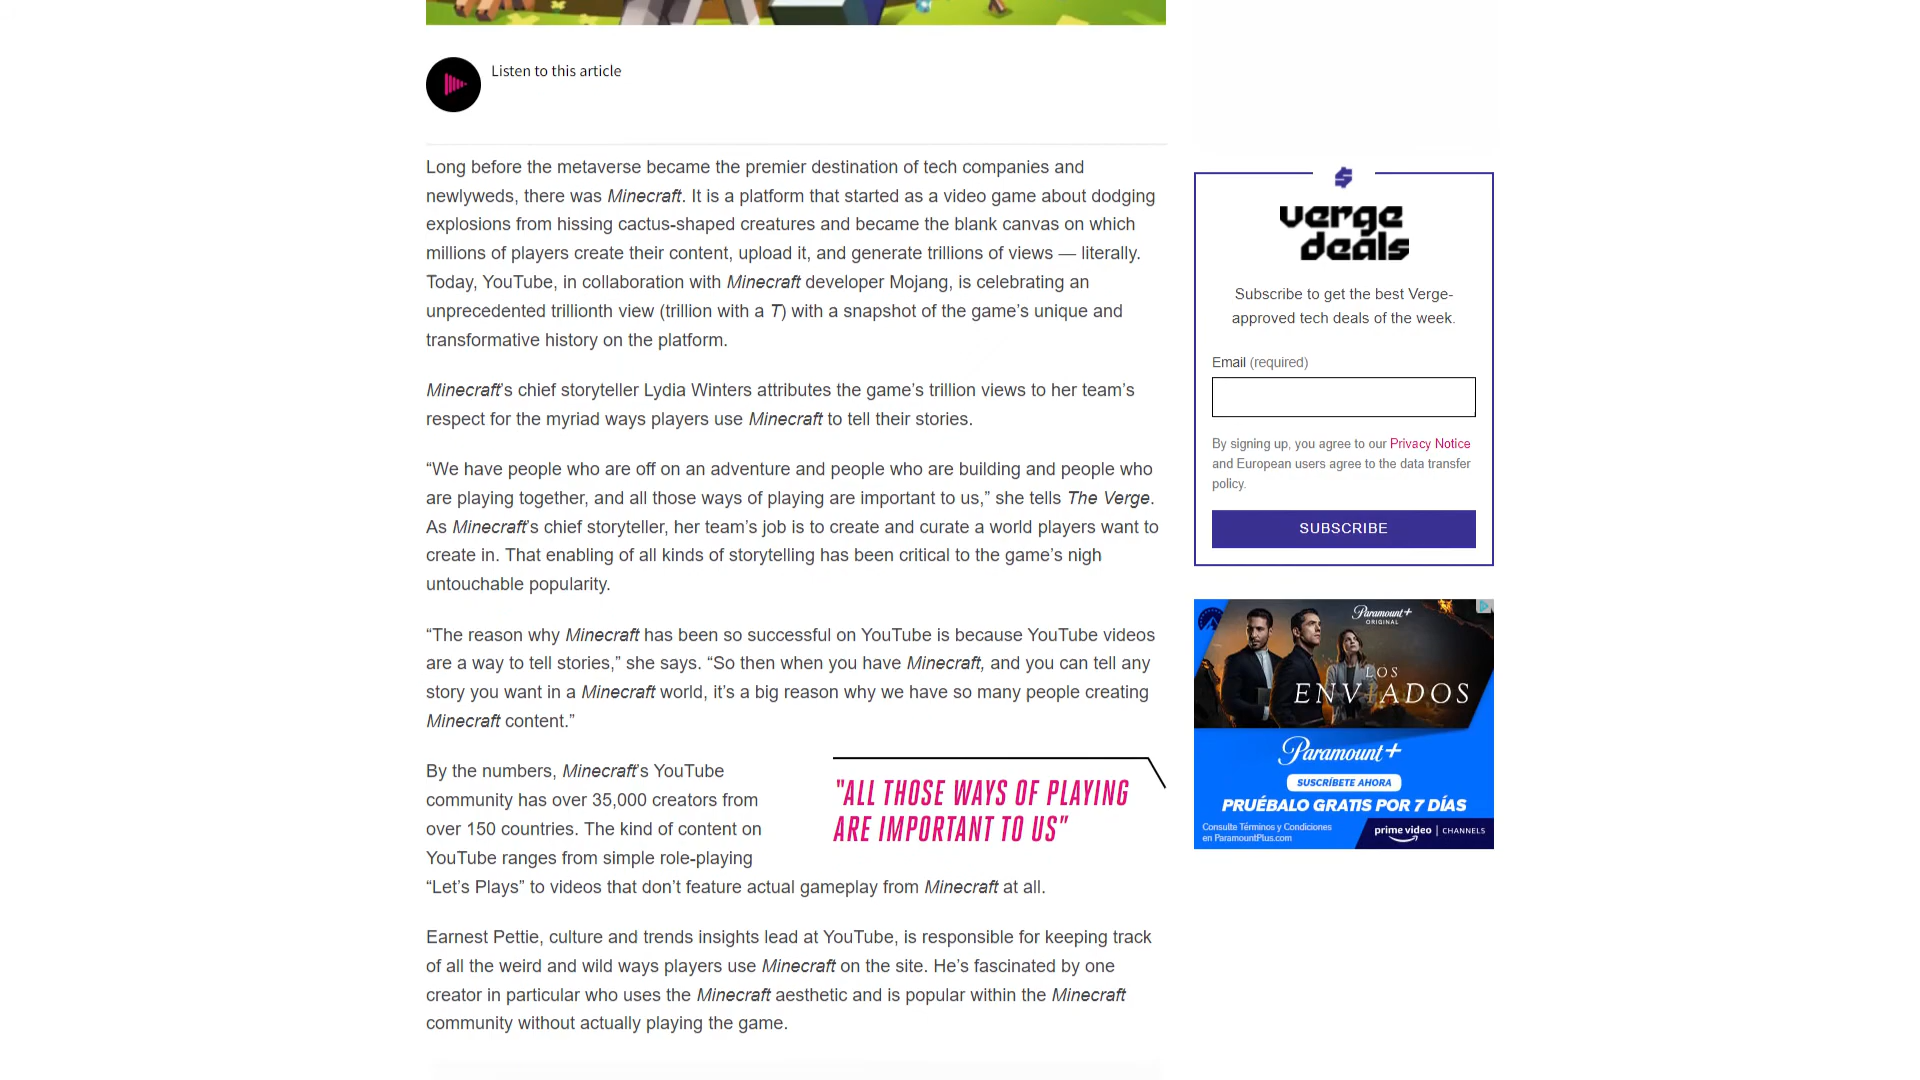 Listen to this article
Long before the metaverse became the premier destination of tech companies and
newlyweds, there was Minecraft. It is a platform that started as a video game about dodging
explosions from hissing cactus-shaped creatures and became the blank canvas on which
millions of players create their content, upload it, and generate trillions of views — literally.
Today, YouTube, in collaboration with Minecraft developer Mojang, is celebrating an
unprecedented trillionth view (trillion with a T) with a snapshot of the game’s unique and
transformative history on the platform.
Minecraft’s chief storyteller Lydia Winters attributes the game’s trillion views to her team’s
respect for the myriad ways players use Minecraft to tell their stories.
“We have people who are off on an adventure and people who are building and people who
are playing together, and all those ways of playing are important to us,” she tells The Verge.
As Minecraft’s chief storyteller, her team’s job is to create and curate a world players want to
create in. That enabling of all kinds of storytelling has been critical to the game’s nigh
untouchable popularity.
“The reason why Minecraft has been so successful on YouTube is because YouTube videos
are a way to tell stories,” she says. “So then when you have Minecraft, and you can tell any
story you want in a Minecraft world, it’s a big reason why we have so many people creating
Minecraft content.”
By the numbers, Minecraft’s YouTube
community has over 35,000 creators from
over 150 countries. The kind of content on
YouTube ranges from simple role-playing
“Let’s Plays” to videos that don’t feature actual gameplay from Minecraft at all.
"ALL THOSE WAYS OF PLAYING
ARE IMPORTANT TO US"
Earnest Pettie, culture and trends insights lead at YouTube, is responsible for keeping track
of all the weird and wild ways players use Minecraft on the site. He’s fascinated by one
creator in particular who uses the Minecraft aesthetic and is popular within the Minecraft
community without actually playing the game.
verge
deals
Subscribe to get the best Verge-
approved tech deals of the week.
Email (required)
By signing up, you agree to our Privacy Notice
and European users agree to the data transfer
policy.
SUBSCRIBE
Paramount+
ORIGINAL
LOS
ENVIADOS
Paramount+
SUSCRÍBETE AHORA
PRUÉBALO GRATIS POR 7 DÍAS
Consulte Términos y Condiciones
en ParamountPlus.com
prime video | CHANNELS